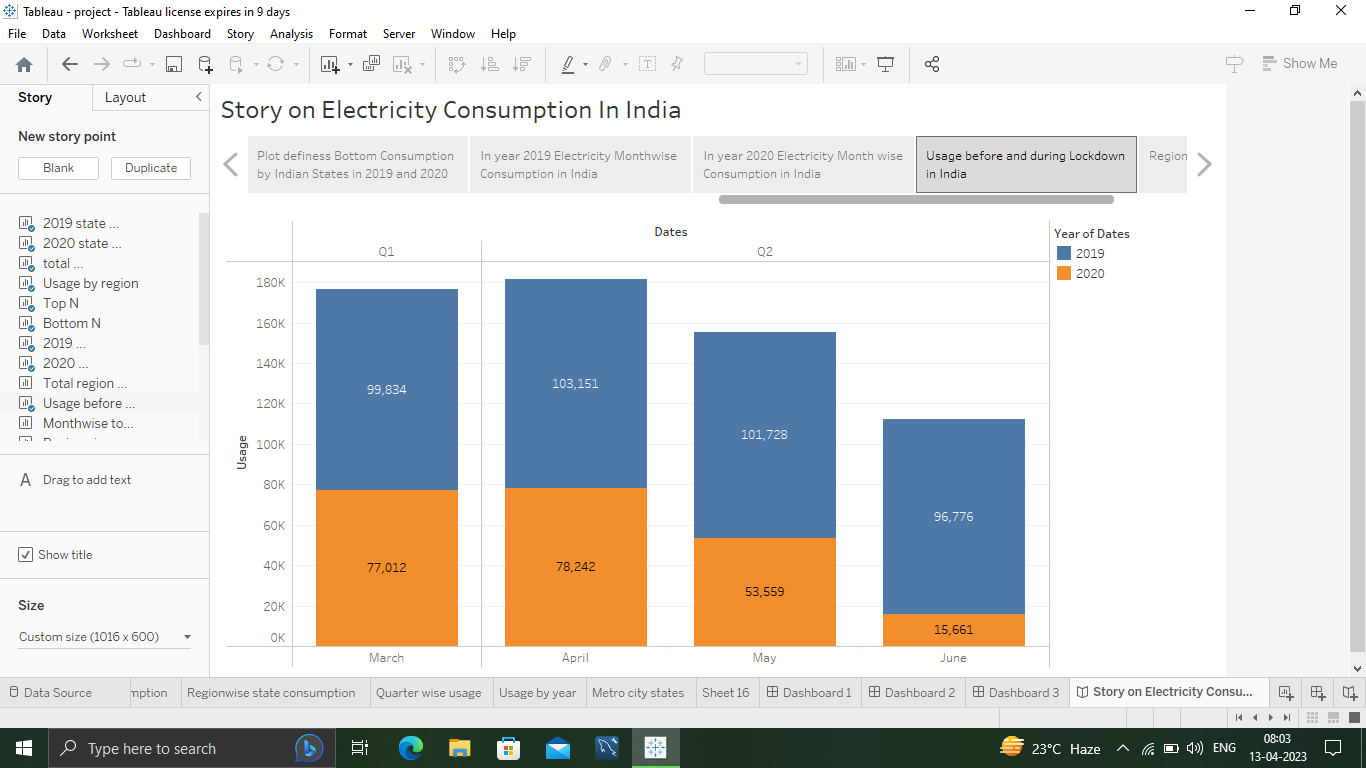 Tableau - project - Tableau license expires in 9 days
File Data Worksheet Dashboard Story Analysis Format Server Window Help
Show Me
Story Layout
New story point
Blank Duplicate
2019 state ...
2020 state ...
total ...
Usage by region
Top N
Bottom N
2019 ...
2020 ...
Total region ...
Usage before ...
Monthwise to...
A Drag to add text
Show title
Size
Custom size (1016 x 600)
Story on Electricity Consumption In India
Plot definess Bottom Consumption
by Indian States in 2019 and 2020
In year 2019 Electricity Monthwise
Consumption in India
In year 2020 Electricity Month wise
Consumption in India
Usage before and during Lockdown
in India
Region
Dates
Q1 Q2
180K
160K
140K
120K
100K
80K
60K
40K
20K
0K
Usage
99,834 103,151 101,728 96,776
77,012 78,242 53,559 15,661
March April May June
Year of Dates
2019
2020
Data Source mption Regionwise state consumption Quarter wise usage Usage by year Metro city states Sheet 16 Dashboard 1 Dashboard 2 Dashboard 3 Story on Electricity Consu...
Type here to search
23°C Haze ENG
08:03
13-04-2023